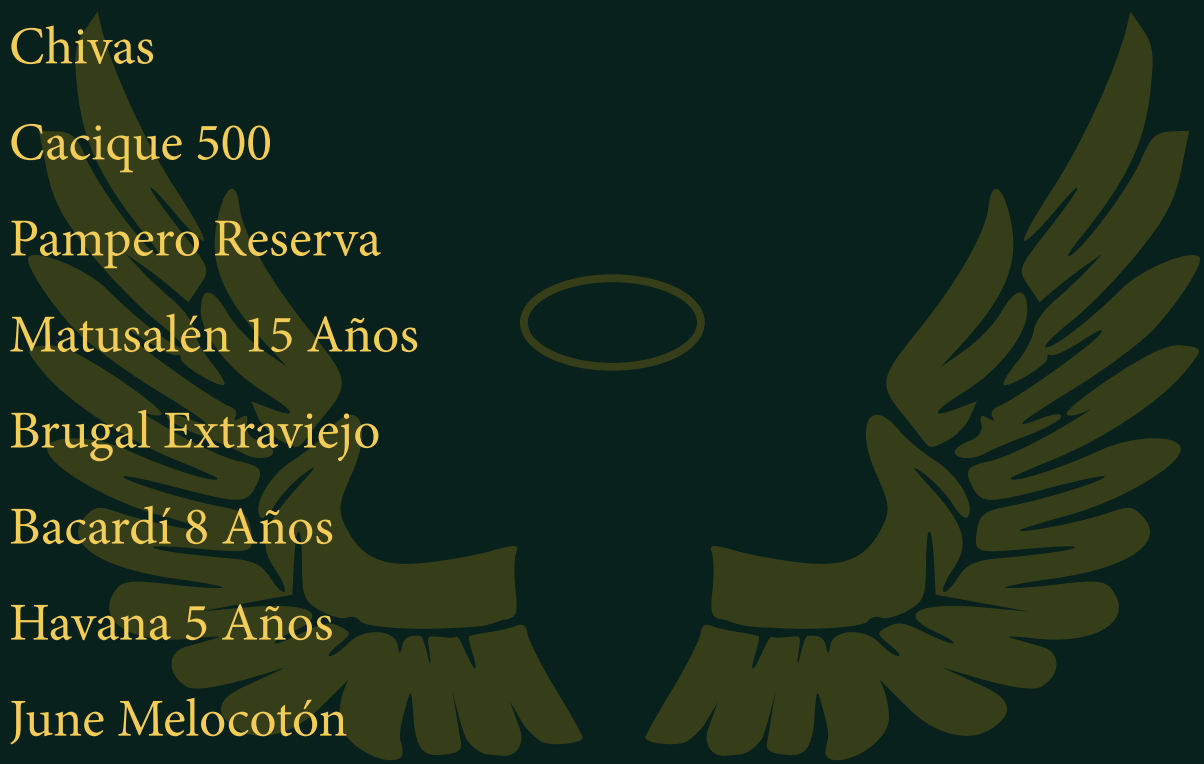 Chivas
Cacique 500
Pampero Reserva
Matusalén 15 Años
Brugal Extraviejo
Bacardí 8 Años
Havana 5 Años
June Melocotón